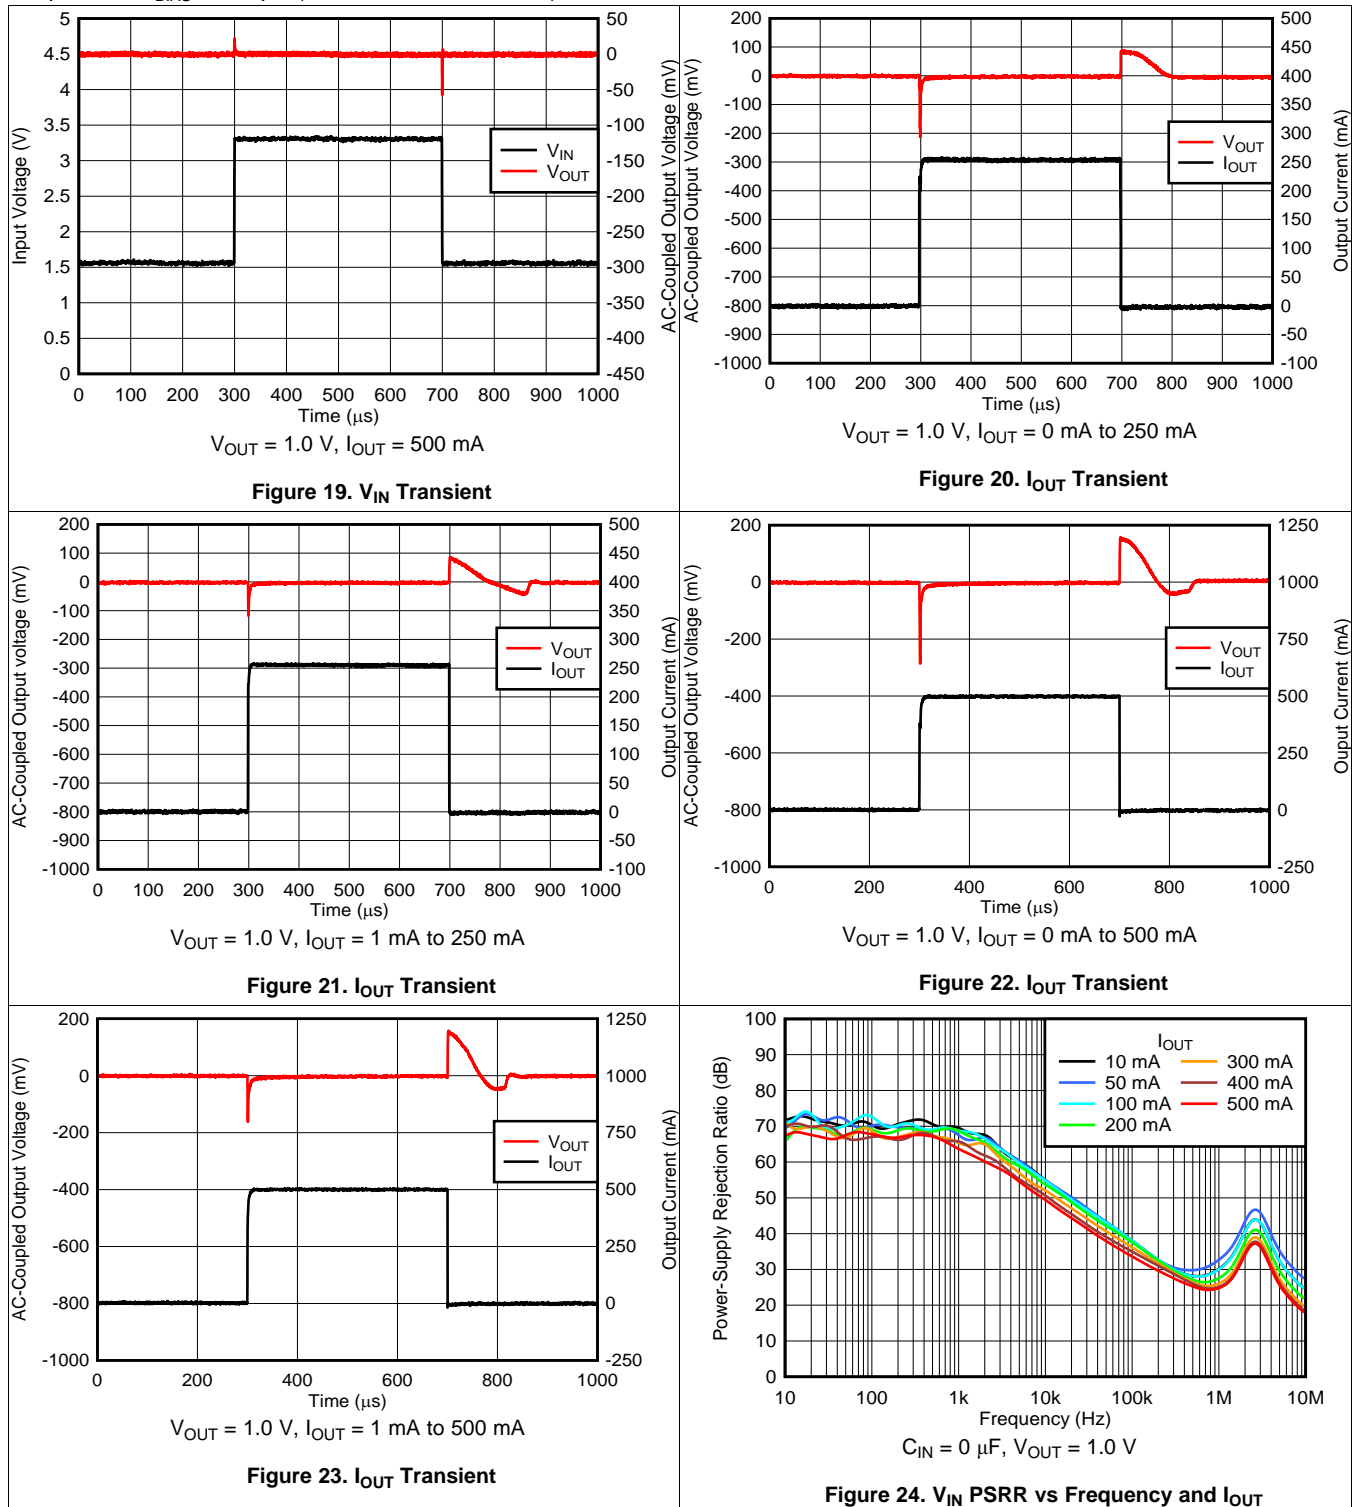 5
4.5
4
3.5
3
2.5
2
1.5
1
0.5
0
Input Voltage (V)
50
0
-50
-100
-150
-200
-250
-300
-350
-400
-450
AC-Coupled Output Voltage (mV)
VIN
VOUT
0 100 200 300 400 500 600 700 800 900 1000
Time (μs)
VOUT = 1.0 V, IOUT = 500 mA
Figure 19. VIN Transient
200
100
0
-100
-200
-300
-400
-500
-600
-700
-800
-900
-1000
AC-Coupled Output Voltage (mV)
500
450
400
350
300
250
200
150
100
50
0
-50
-100
Output Current (mA)
VOUT
IOUT
0 100 200 300 400 500 600 700 800 900 1000
Time (μs)
VOUT = 1.0 V, IOUT = 0 mA to 250 mA
Figure 20. IOUT Transient
200
100
0
-100
-200
-300
-400
-500
-600
-700
-800
-900
-1000
AC-Coupled Output voltage (mV)
500
450
400
350
300
250
200
150
100
50
0
-50
-100
Output Current (mA)
VOUT
IOUT
0 100 200 300 400 500 600 700 800 900 1000
Time (μs)
VOUT = 1.0 V, IOUT = 1 mA to 250 mA
Figure 21. IOUT Transient
200
0
-200
-400
-600
-800
-1000
AC-Coupled Output Voltage (mV)
1250
1000
750
500
250
0
-250
Ouput Current (mA)
VOUT
IOUT
0 200 400 600 800 1000
Time (μs)
VOUT = 1.0 V, IOUT = 0 mA to 500 mA
Figure 22. IOUT Transient
200
0
-200
-400
-600
-800
-1000
AC-Coupled Output Voltage (mV)
1250
1000
750
500
250
0
-250
Output Current (mA)
VOUT
IOUT
0 200 400 600 800 1000
Time (μs)
VOUT = 1.0 V, IOUT = 1 mA to 500 mA
Figure 23. IOUT Transient
100
90
80
70
60
50
40
30
20
10
0
Power-Supply Rejection Ratio (dB)
IOUT
10 mA 300 mA
50 mA 400 mA
100 mA 500 mA
200 mA
10 100 1k 10k 100k 1M 10M
Frequency (Hz)
CIN = 0 μF, VOUT = 1.0 V
Figure 24. VIN PSRR vs Frequency and IOUT